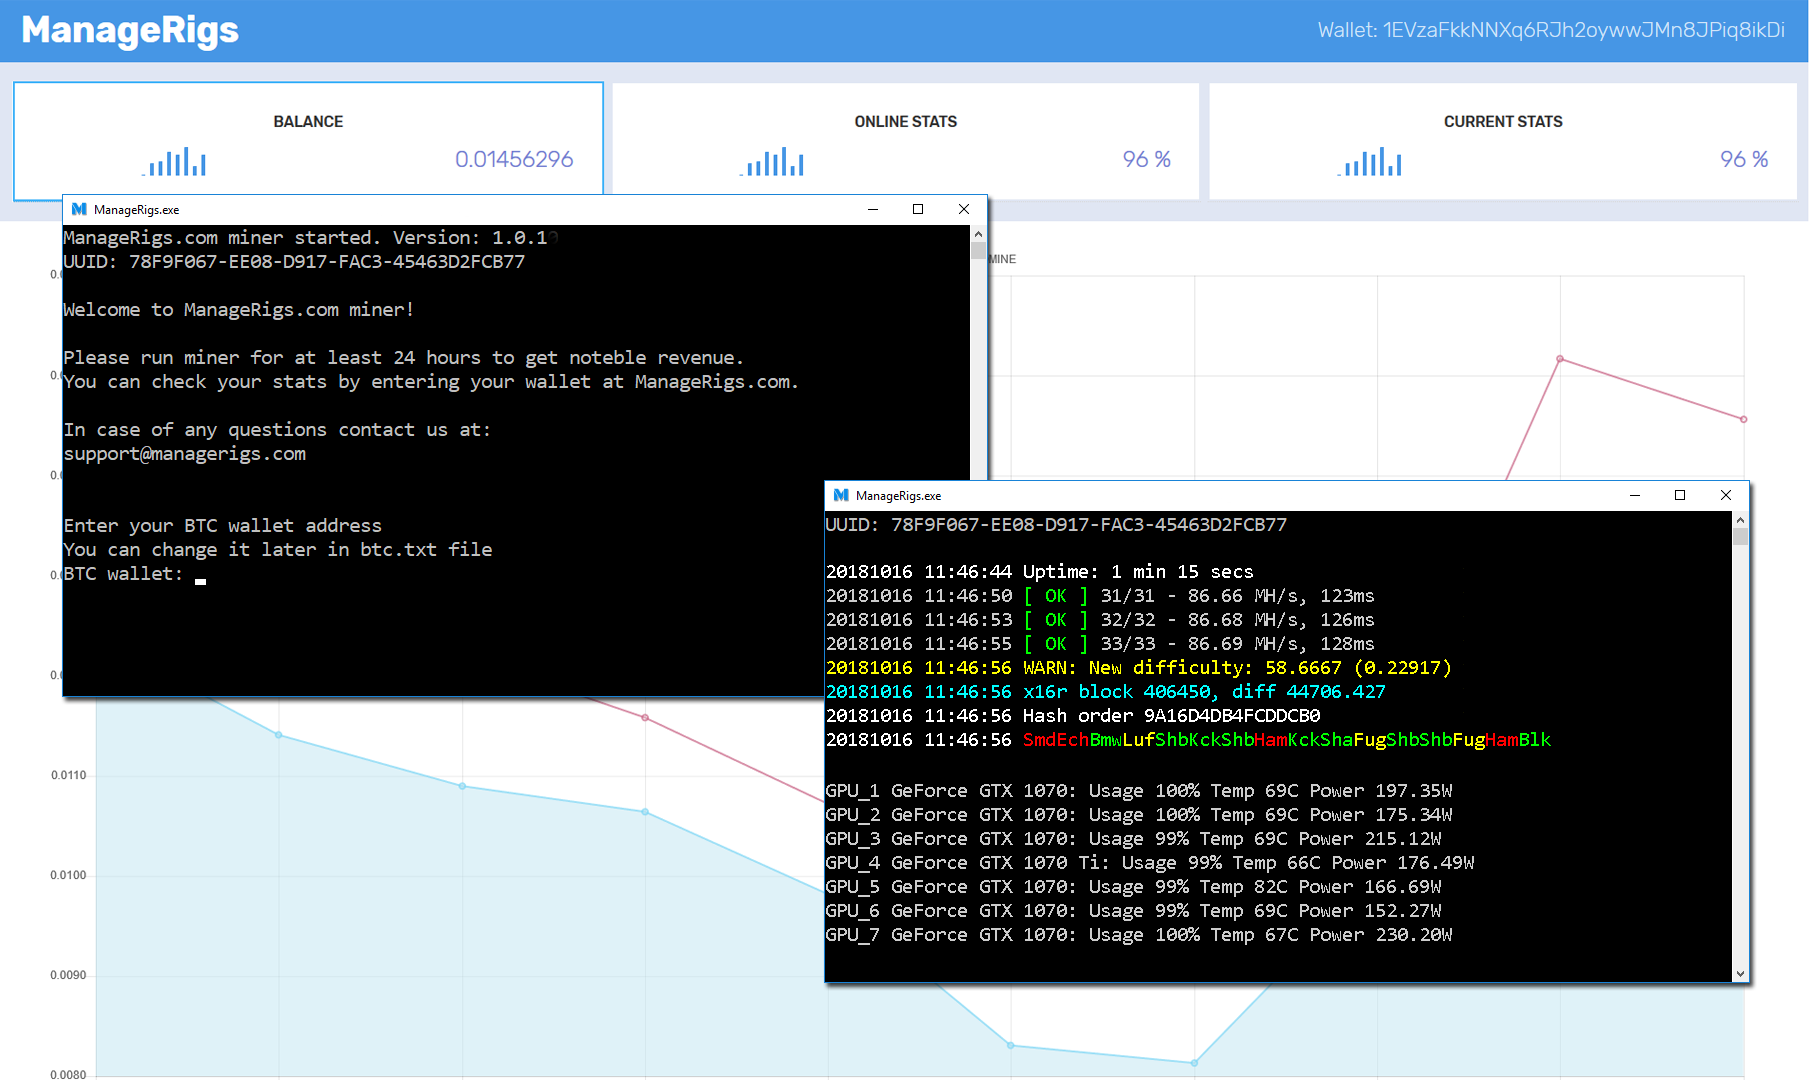 ManageRigs
Wallet: 1EVzaFkkNNXq6RJh2oywwJMn8JPiq8ikDi
BALANCE
0.01456296
ONLINE STATS
96 %
CURRENT STATS
96 %
ManageRigs.exe
ManageRigs.com miner started. Version: 1.0.19
UUID: 78F9F067-EE08-D917-FAC3-45463D2FCB77
Welcome to ManageRigs.com miner!
Please run miner for at least 24 hours to get noteble revenue.
You can check your stats by entering your wallet at ManageRigs.com.
In case of any questions contact us at:
support@managerigs.com
Enter your BTC wallet address
You can change it later in btc.txt file
BTC wallet:
MINE
ManageRigs.exe
UUID: 78F9F067-EE08-D917-FAC3-45463D2FCB77
20181016 11:46:44 Uptime: 1 min 15 secs
20181016 11:46:50 [ OK ] 31/31 - 86.66 MH/s, 123ms
20181016 11:46:53 [ OK ] 32/32 - 86.68 MH/s, 126ms
20181016 11:46:55 [ OK ] 33/33 - 86.69 MH/s, 128ms
20181016 11:46:56 WARN: New difficulty: 58.6667 (0.22917)
20181016 11:46:56 x16r block 406450, diff 44706.427
20181016 11:46:56 Hash order 9A16D4DB4FCDDCB0
20181016 11:46:56 SmdEchBmwLufShbKckShbHamKckShaFugShbShbFugHamBlk
GPU_1 GeForce GTX 1070: Usage 100% Temp 69C Power 197.35W
GPU_2 GeForce GTX 1070: Usage 100% Temp 69C Power 175.34W
GPU_3 GeForce GTX 1070: Usage 99% Temp 69C Power 215.12W
GPU_4 GeForce GTX 1070 Ti: Usage 99% Temp 66C Power 176.49W
GPU_5 GeForce GTX 1070: Usage 99% Temp 82C Power 166.69W
GPU_6 GeForce GTX 1070: Usage 99% Temp 69C Power 152.27W
GPU_7 GeForce GTX 1070: Usage 100% Temp 67C Power 230.20W
0.0110
0.0100
0.0090
0.0080